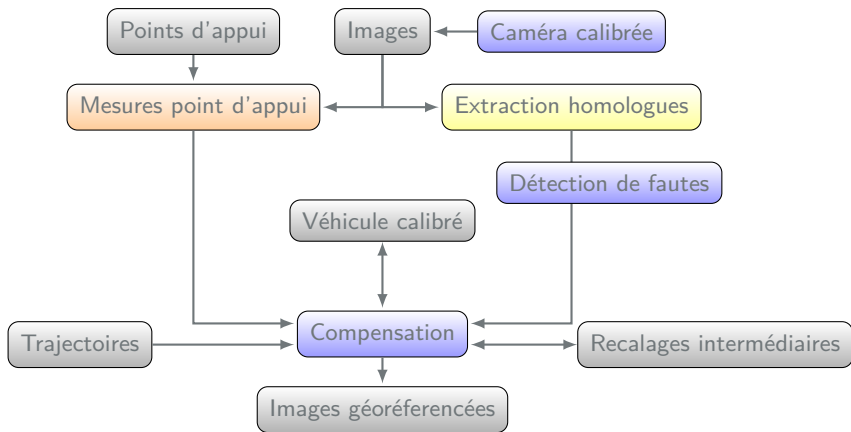 Points d'appui
Images
Caméra calibrée
Mesures point d'appui
Extraction homologues
Détection de fautes
Véhicule calibré
Compensation
Trajectoires
Recalages intermédiaires
Images géoréferencées